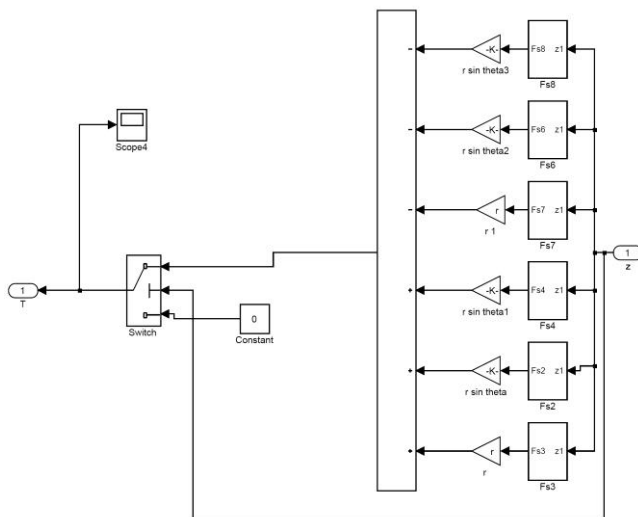 -
-K-
Fs8 z1
r sin theta3
Fs8
Scope4
-
-K-
Fs6 z1
r sin theta2
Fs6
-
r
Fs7 z1
r 1
Fs7
1
z
1
T
Switch
0
Constant
+
-K-
Fs4 z1
r sin theta1
Fs4
+
-K-
Fs2 z1
r sin theta
Fs2
+
r
Fs3 z1
r
Fs3